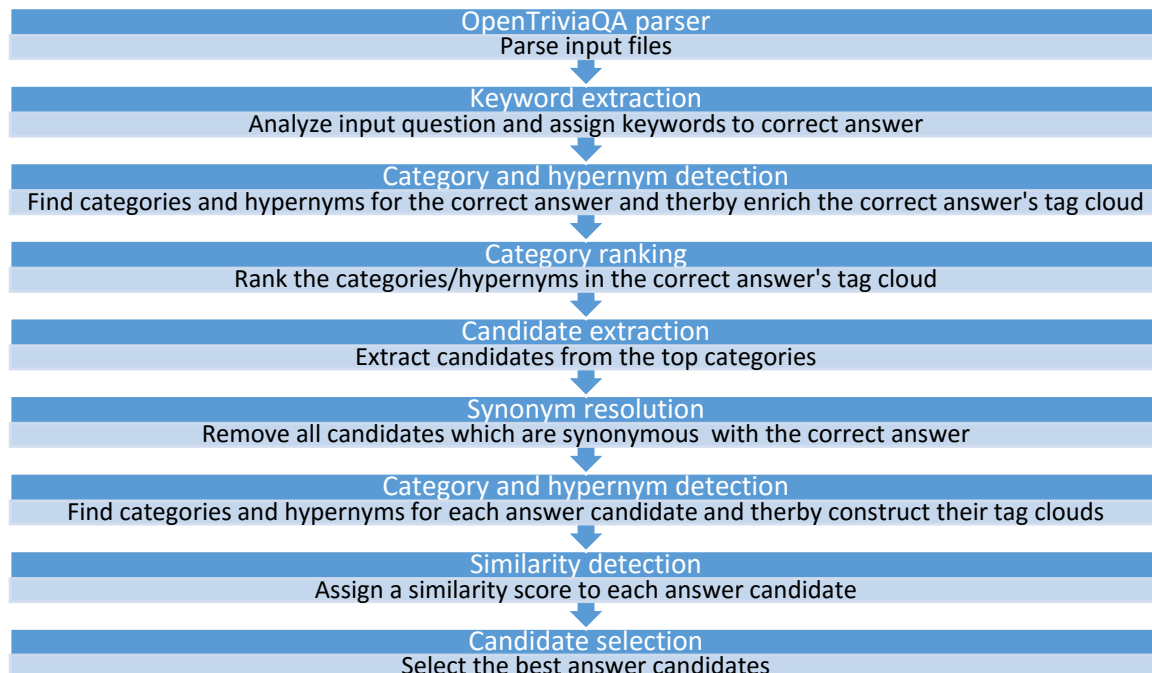 OpenTriviaQA parser
Parse input files
Keyword extraction
Analyze input question and assign keywords to correct answer
Category and hypernym detection
Find categories and hypernyms for the correct answer and therby enrich the correct answer's tag cloud
Category ranking
Rank the categories/hypernyms in the correct answer's tag cloud
Candidate extraction
Extract candidates from the top categories
Synonym resolution
Remove all candidates which are synonymous with the correct answer
Category and hypernym detection
Find categories and hypernyms for each answer candidate and therby construct their tag clouds
Similarity detection
Assign a similarity score to each answer candidate
Candidate selection
Select the best answer candidates